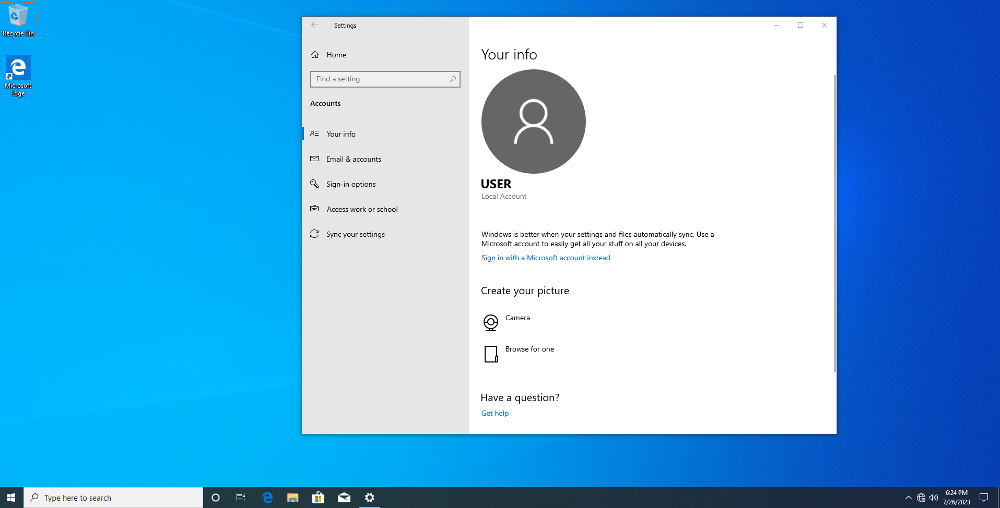 Recycle Bin
Microsoft
Edge
Settings
Home
Find a setting
Accounts
Your info
Email & accounts
Sign-in options
Access work or school
Sync your settings
Your info
USER
Local Account
Windows is better when your settings and files automatically sync. Use a
Microsoft account to easily get all your stuff on all your devices.
Sign in with a Microsoft account instead
Create your picture
Camera
Browse for one
Have a question?
Get help
Type here to search
6:24 PM
7/26/2023